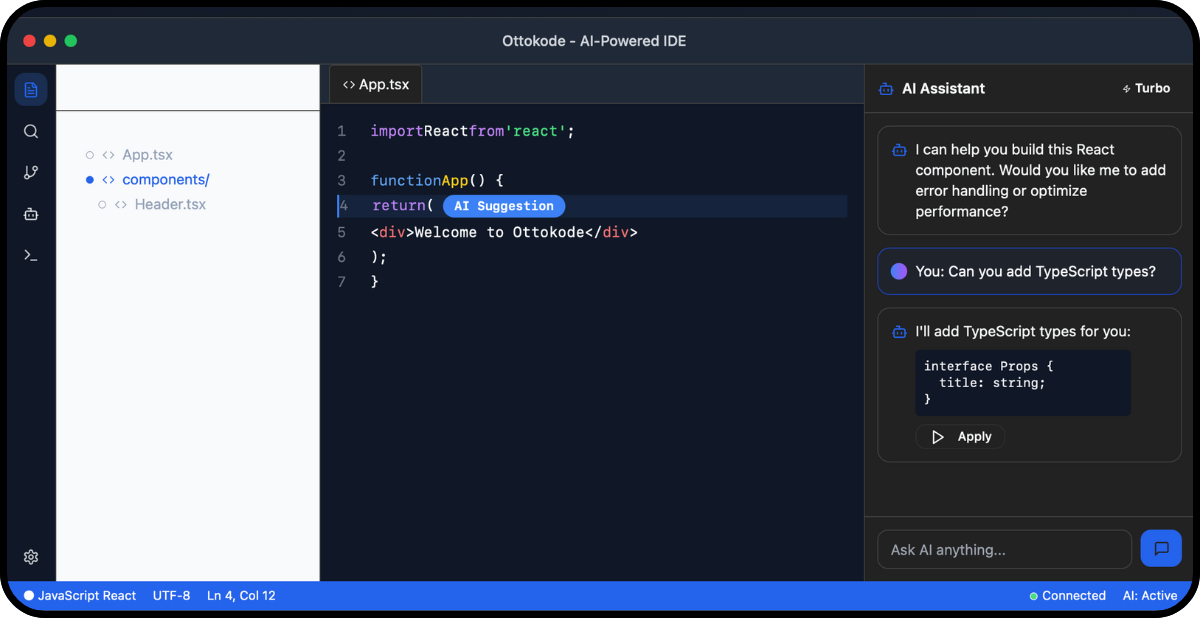 Ottokode - AI-Powered IDE
App.tsx
components/
Header.tsx
<> App.tsx
1 importReactfrom'react';
2
3 functionApp() {
4 return( AI Suggestion
5 <div>Welcome to Ottokode</div>
6 );
7 }
AI Assistant
Turbo
I can help you build this React
component. Would you like me to add
error handling or optimize
performance?
You: Can you add TypeScript types?
I'll add TypeScript types for you:
interface Props {
title: string;
}
Apply
Ask AI anything...
JavaScript React UTF-8 Ln 4, Col 12
Connected AI: Active